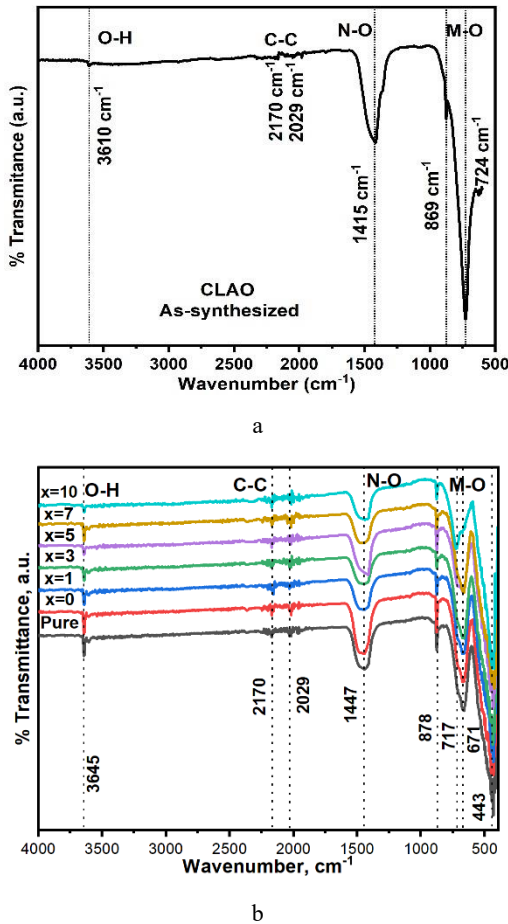 O-H
C-C
N-O
M-O
3610 cm-1
2170 cm-1
2029 cm-1
1415 cm-1
869 cm-1
724 cm-1
CLAO
As-synthesized
% Transmitance (a.u.)
4000 3500 3000 2500 2000 1500 1000 500
Wavenumber (cm-1)
a
x=10
O-H
C-C
N-O
M-O
x=7
x=5
x=3
x=1
x=0
Pure
3645
2170
2029
1447
878
717
671
443
% Transmittance, a.u.
4000 3500 3000 2500 2000 1500 1000 500
Wavenumber, cm-1
b